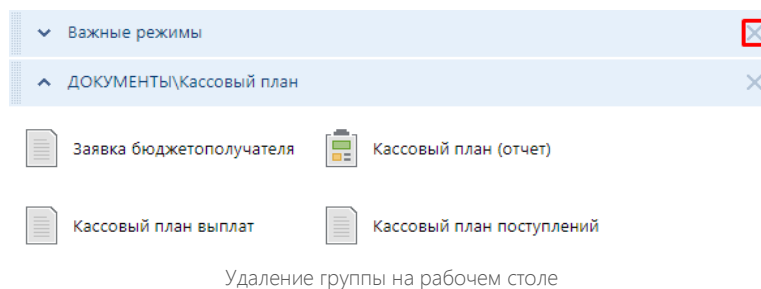 Важные режимы
ДОКУМЕНТЫ\Кассовый план
Заявка бюджетополучателя Кассовый план (отчет)
Кассовый план выплат Кассовый план поступлений
Удаление группы на рабочем столе